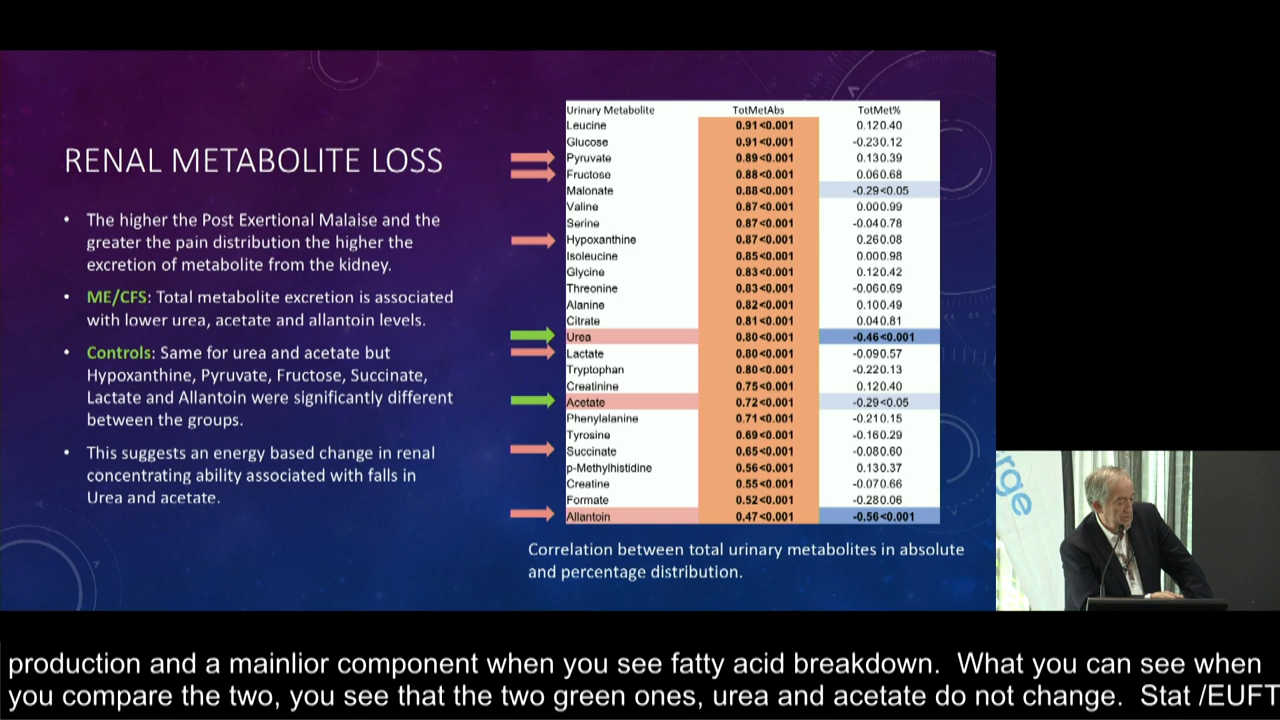 RENAL METABOLITE LOSS
• The higher the Post Exertional Malaise and the
greater the pain distribution the higher the
excretion of metabolite from the kidney.
• ME/CFS: Total metabolite excretion is associated
with lower urea, acetate and allantoin levels.
• Controls: Same for urea and acetate but
Hypoxanthine, Pyruvate, Fructose, Succinate,
Lactate and Allantoin were significantly different
between the groups.
• This suggests an energy based change in renal
concentrating ability associated with falls in
Urea and acetate.
Urinary Metabolite TotMetAbs TotMet%
Leucine 0.91<0.001 0.120.40
Glucose 0.91<0.001 -0.230.12
Pyruvate 0.89<0.001 0.130.39
Fructose 0.88<0.001 0.060.68
Malonate 0.88<0.001 -0.29<0.05
Valine 0.87<0.001 0.000.99
Serine 0.87<0.001 -0.040.78
Hypoxanthine 0.87<0.001 0.260.08
Isoleucine 0.85<0.001 0.000.98
Glycine 0.83<0.001 0.120.42
Threonine 0.83<0.001 -0.060.69
Alanine 0.82<0.001 0.100.49
Citrate 0.81<0.001 0.040.81
Urea 0.80<0.001 -0.46<0.001
Lactate 0.80<0.001 -0.090.57
Tryptophan 0.80<0.001 -0.220.13
Creatinine 0.75<0.001 0.120.40
Acetate 0.72<0.001 -0.29<0.05
Phenylalanine 0.71<0.001 -0.210.15
Tyrosine 0.69<0.001 -0.160.29
Succinate 0.65<0.001 -0.080.60
p-Methylhistidine 0.56<0.001 0.130.37
Creatine 0.55<0.001 -0.070.66
Formate 0.52<0.001 -0.280.06
Allantoin 0.47<0.001 -0.56<0.001
Correlation between total urinary metabolites in absolute
and percentage distribution.
rge
production and a mainlior component when you see fatty acid breakdown.  What you can see when
you compare the two, you see that the two green ones, urea and acetate do not change.  Stat /EUFT